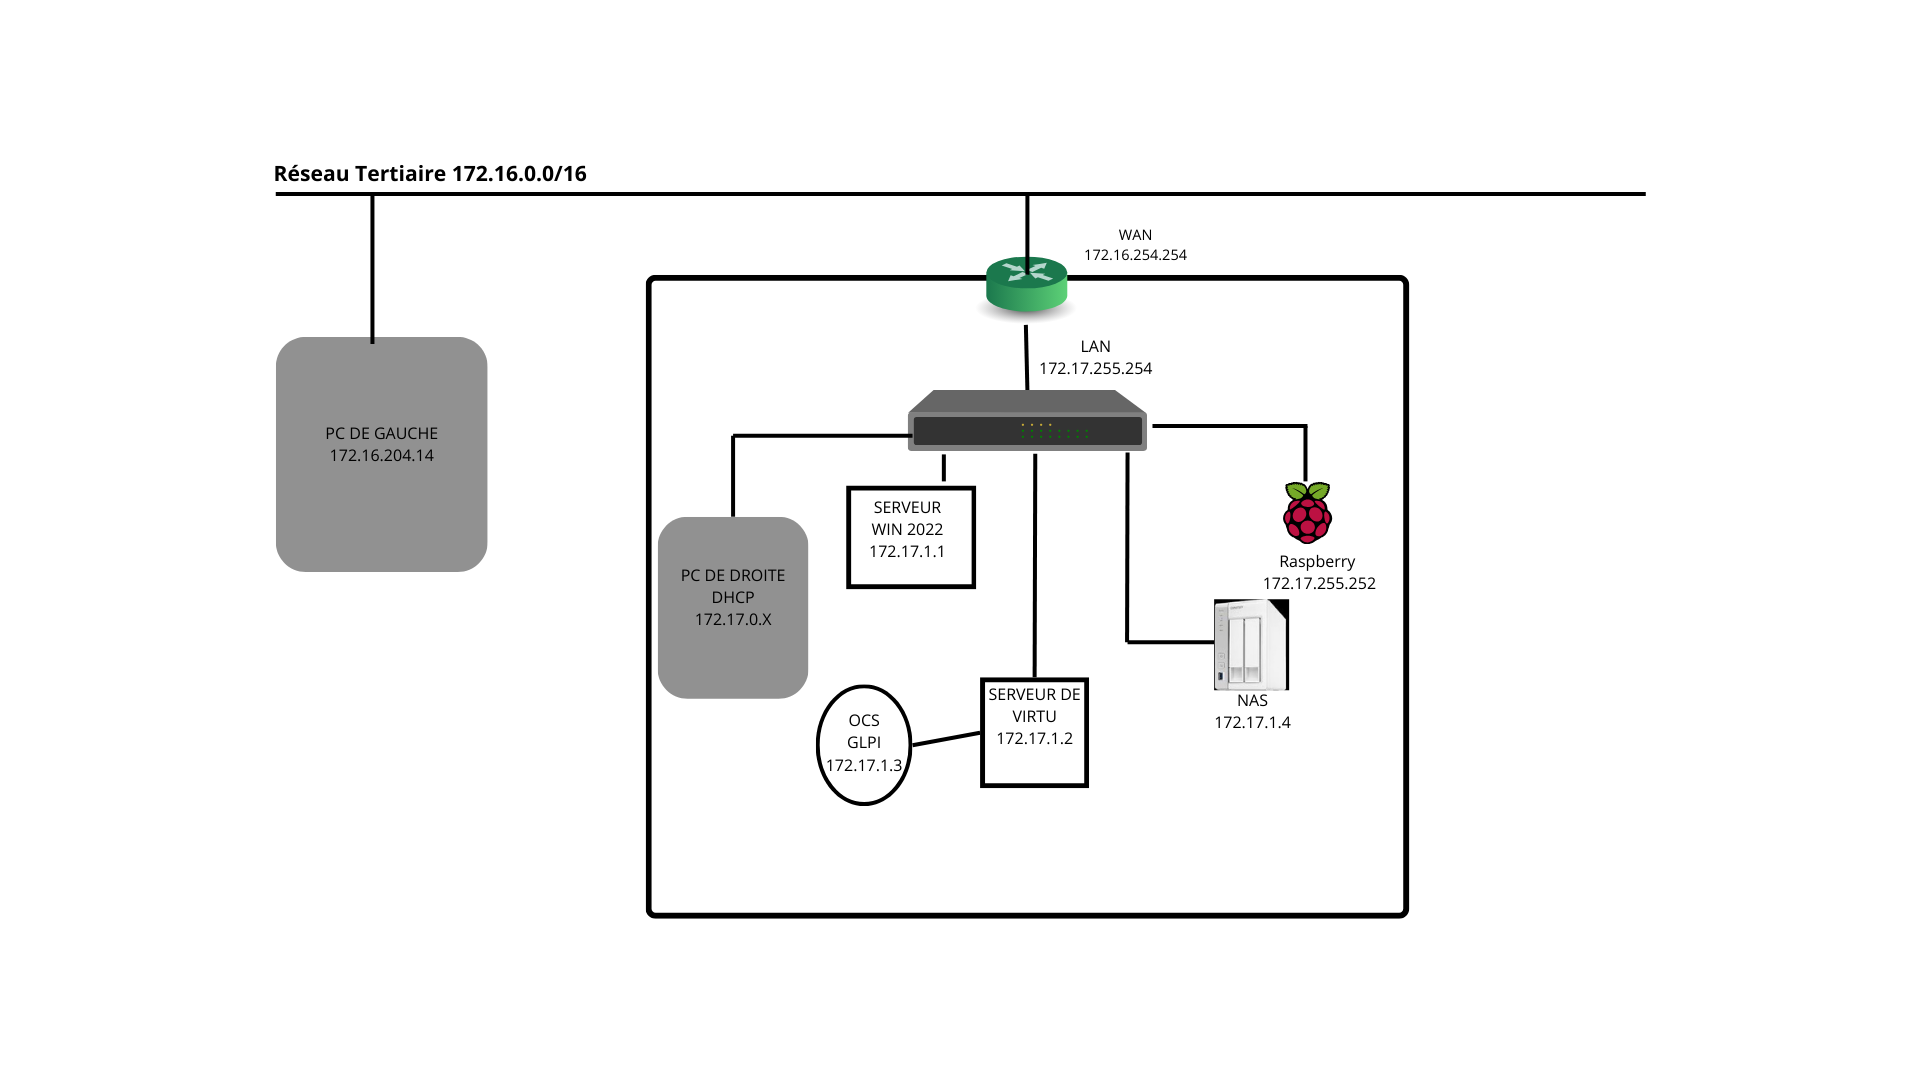 Réseau Tertiaire 172.16.0.0/16
WAN
172.16.254.254
LAN
172.17.255.254
PC DE GAUCHE
172.16.204.14
SERVEUR
WIN 2022
172.17.1.1
PC DE DROITE
DHCP
172.17.0.X
Raspberry
172.17.255.252
NAS
172.17.1.4
SERVEUR DE
VIRTU
172.17.1.2
OCS
GLPI
172.17.1.3